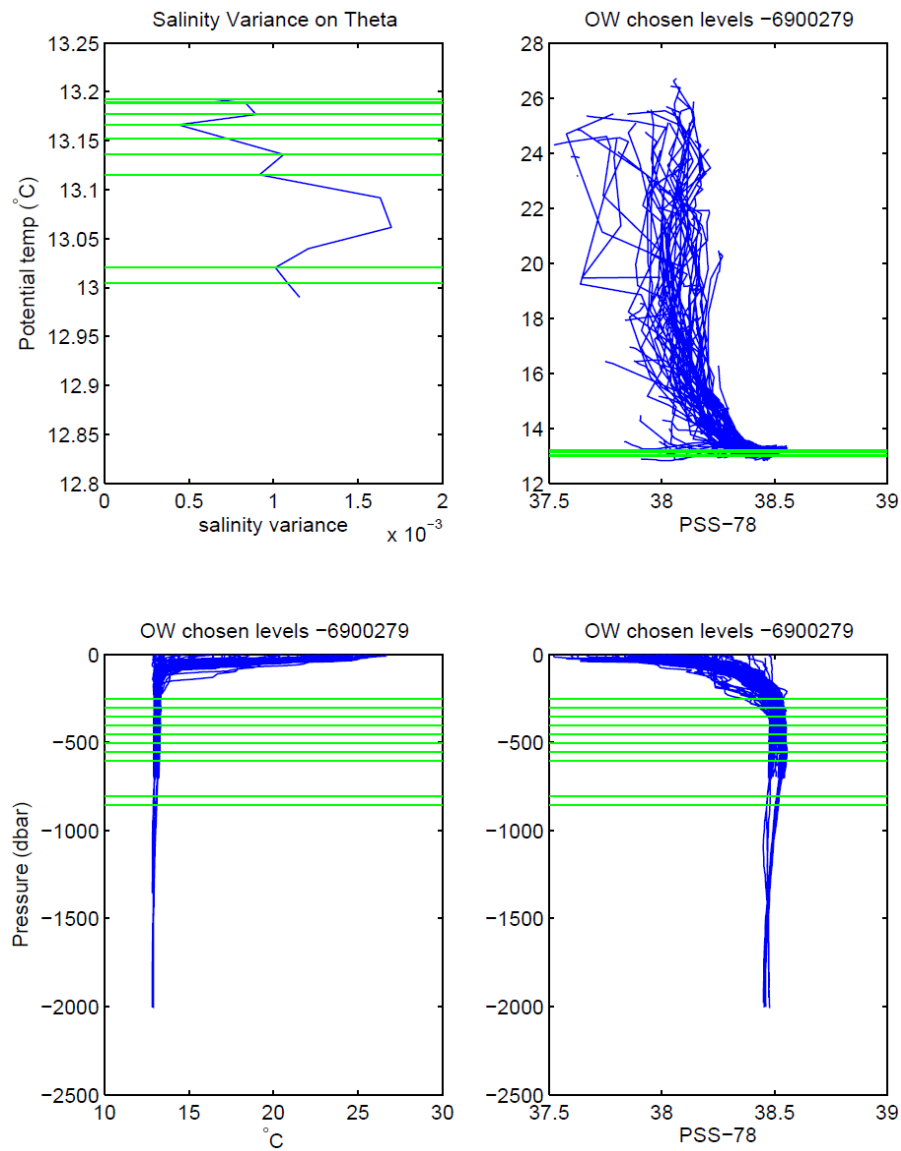 Salinity Variance on Theta
13.25
13.2
13.15
13.1
13.05
13
12.95
12.9
12.85
12.8
Potential temp (°C)
0 0.5 1 1.5 2
salinity variance
x 10⁻³
OW chosen levels −6900279
28
26
24
22
20
18
16
14
12
37.5 38 38.5 39
PSS−78
OW chosen levels −6900279
0
−500
−1000
−1500
−2000
−2500
Pressure (dbar)
10 15 20 25 30
°C
OW chosen levels −6900279
0
−500
−1000
−1500
−2000
−2500
37.5 38 38.5 39
PSS−78